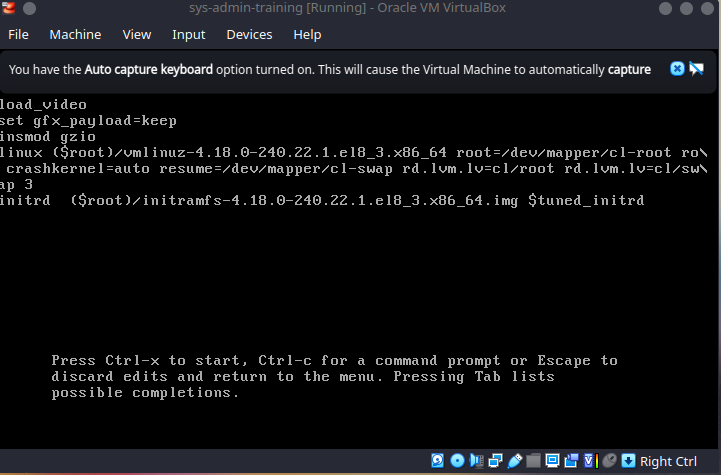 sys-admin-training [Running] - Oracle VM VirtualBox
File Machine View Input Devices Help
You have the Auto capture keyboard option turned on. This will cause the Virtual Machine to automatically capture
load_video
set gfx_payload=keep
insmod gzio
linux ($root)/vmlinuz-4.18.0-240.22.1.el8_3.x86_64 root=/dev/mapper/cl-root ro\
crashkernel=auto resume=/dev/mapper/cl-swap rd.lvm.lv=cl/root rd.lvm.lv=cl/sw\
ap 3
initrd ($root)/initramfs-4.18.0-240.22.1.el8_3.x86_64.img $tuned_initrd
Press Ctrl-x to start, Ctrl-c for a command prompt or Escape to
discard edits and return to the menu. Pressing Tab lists
possible completions.
Right Ctrl